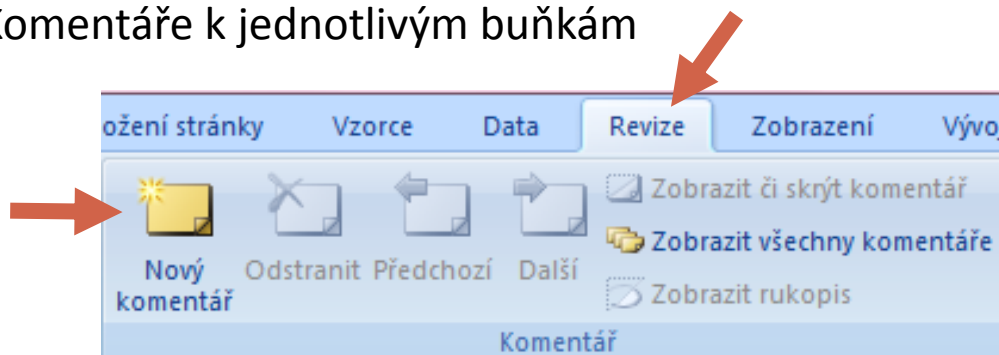 Komentáře k jednotlivým buňkám
ožení stránky Vzorce Data Revize Zobrazení Vývoj
Nový komentář
Odstranit Předchozí Další
Zobrazit či skrýt komentář
Zobrazit všechny komentáře
Zobrazit rukopis
Komentář